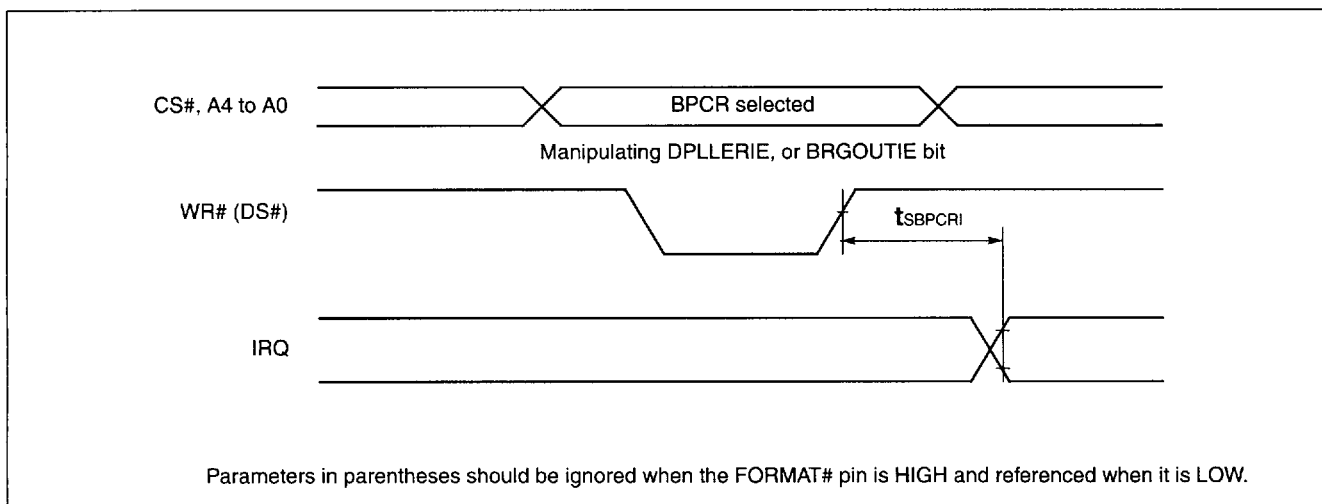 CS#, A4 to A0
BPCR selected
Manipulating DPLLERIE, or BRGOUTIE bit
WR# (DS#)
tSBPCRI
IRQ
Parameters in parentheses should be ignored when the FORMAT# pin is HIGH and referenced when it is LOW.